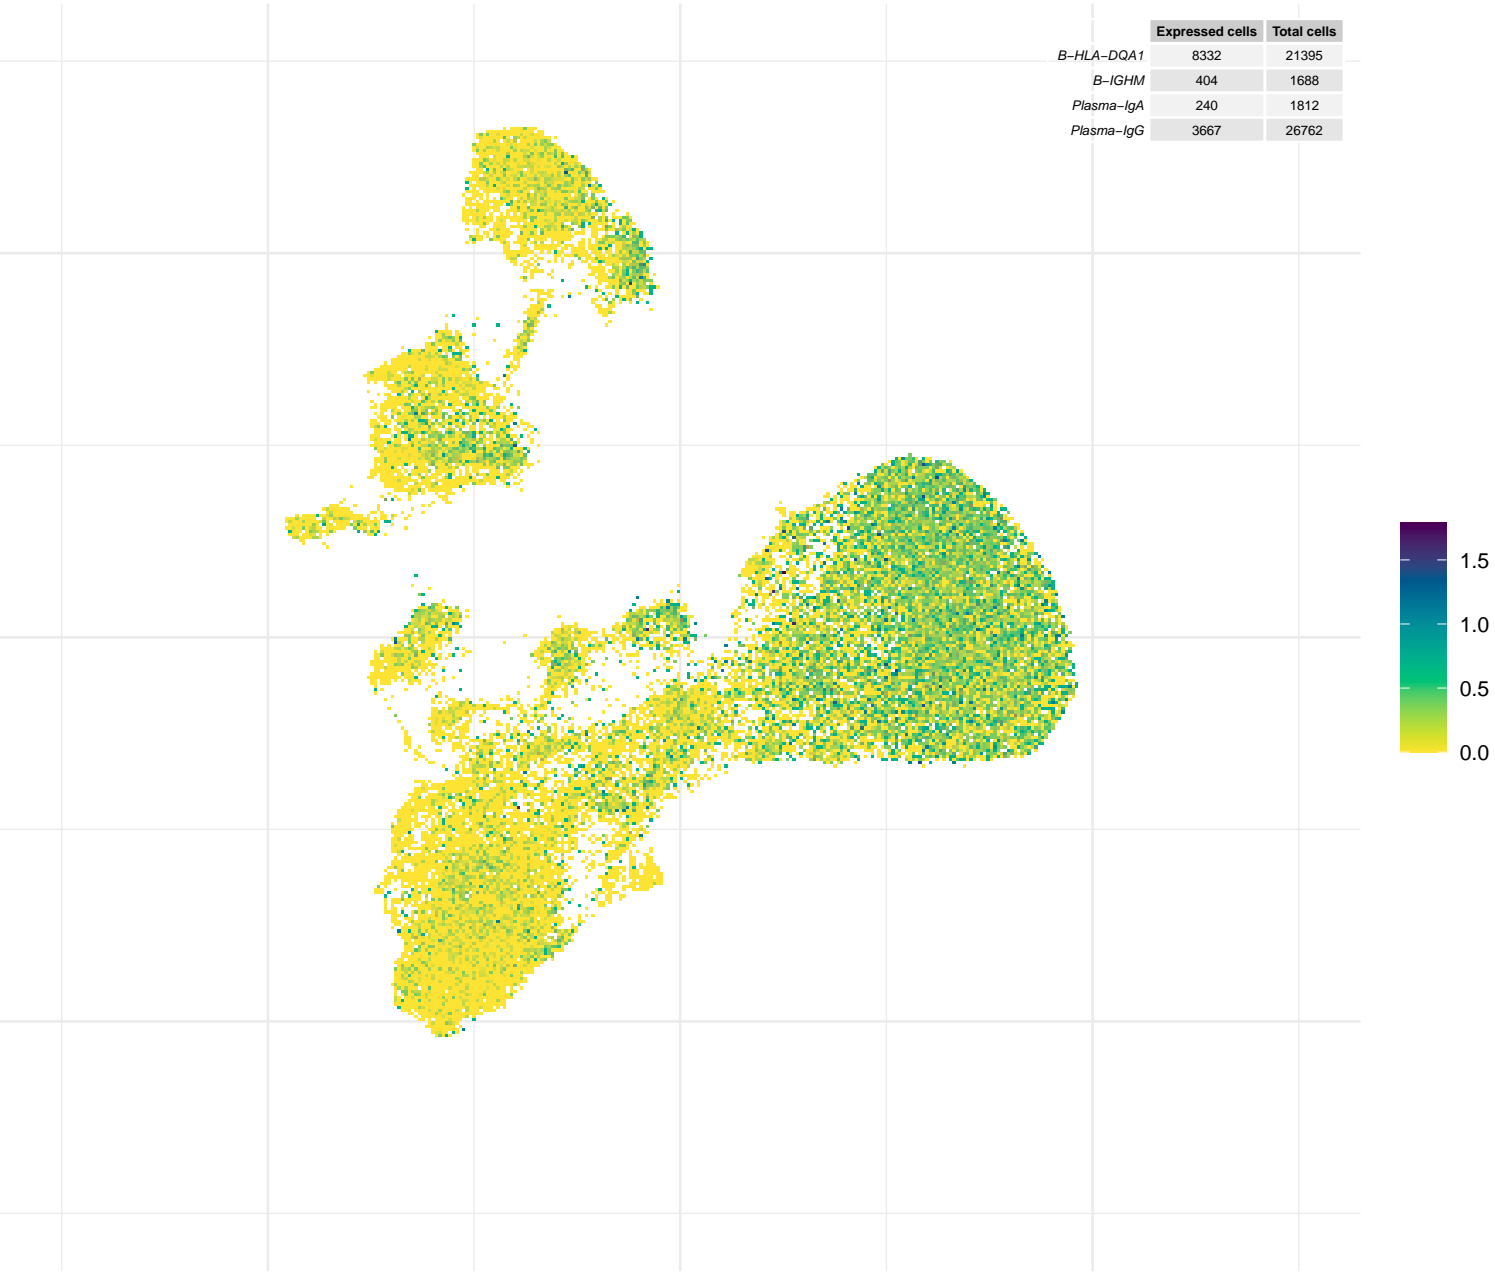 Expressed cells Total cells
B−HLA−DQA1 8332 21395
B−IGHM 404 1688
Plasma−IgA 240 1812
Plasma−IgG 3667 26762
1.5
1.0
0.5
0.0